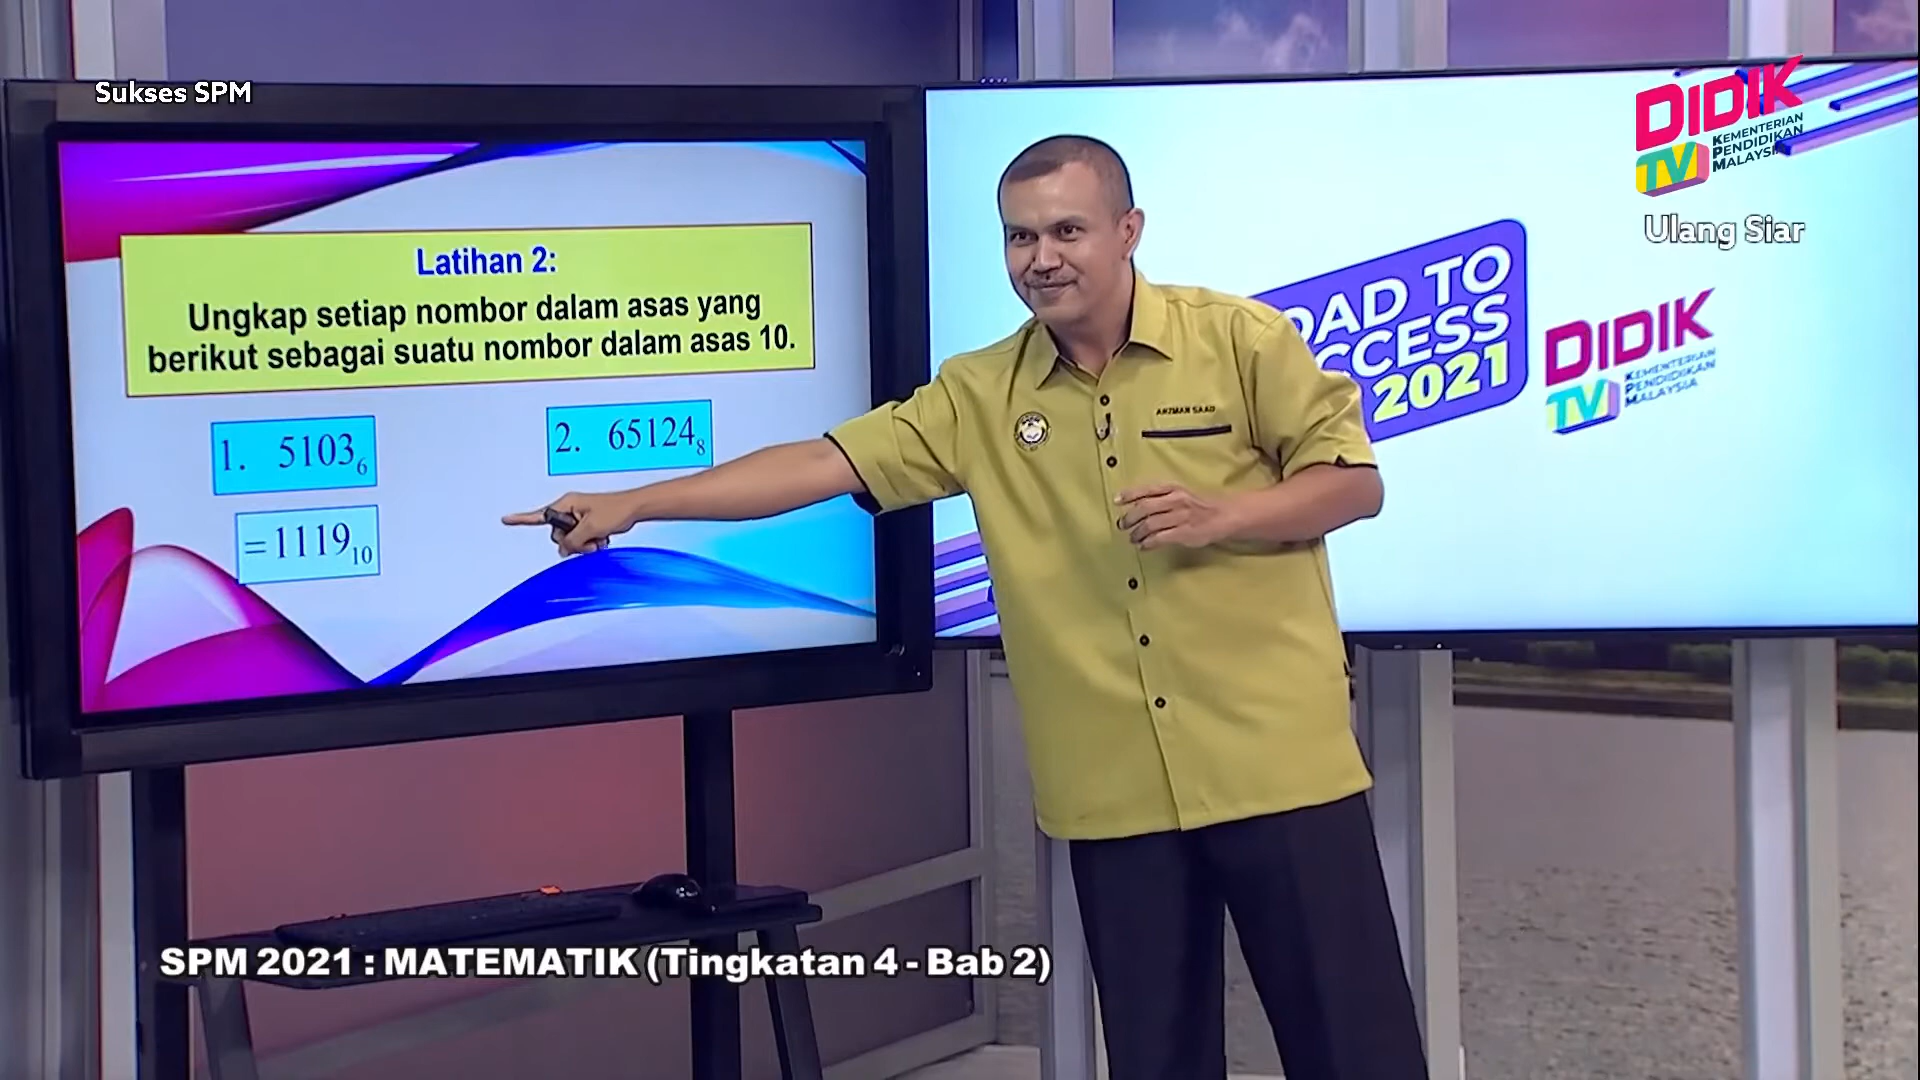 Sukses SPM
Latihan 2:
Ungkap setiap nombor dalam asas yang
berikut sebagai suatu nombor dalam asas 10.
1. 5103₆
2. 65124₈
=1119₁₀
DIDIK
TV
KEMENTERIAN
PENDIDIKAN
MALAYSIA
Ulang Siar
TO
2021
DIDIK
TV
KEMENTERIAN
PENDIDIKAN
MALAYSIA
SPM 2021 : MATEMATIK (Tingkatan 4 - Bab 2)